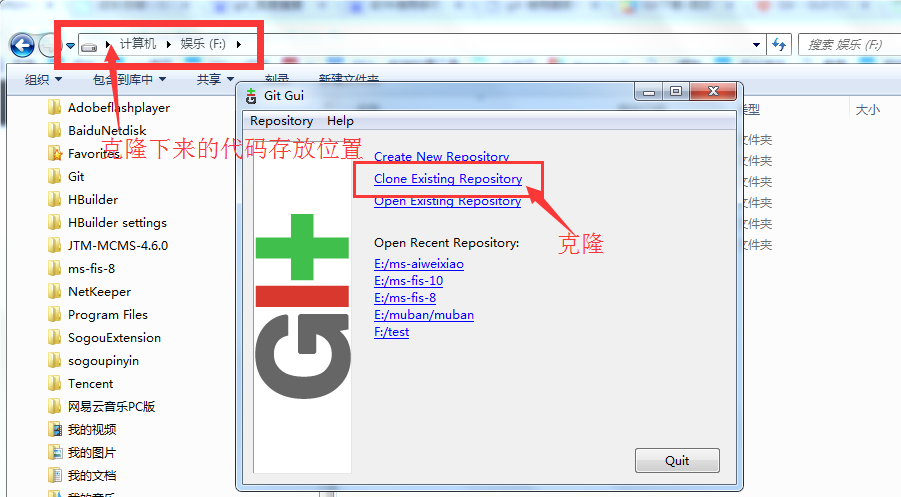 计算机 娱乐 (F:)
搜索 娱乐 (F:)
组织 包含到库中 共享 刻录 新建文件夹
Git Gui
类型 大小
Repository Help
Adobeflashplayer
BaiduNetdisk
Favorites
Git
HBuilder
HBuilder settings
JTM-MCMS-4.6.0
ms-fis-8
NetKeeper
Program Files
SogouExtension
sogoupinyin
Tencent
网易云音乐PC版
我的视频
我的图片
我的文档
我的音乐
克隆下来的代码存放位置
Create New Repository
Clone Existing Repository
Open Existing Repository
克隆
Open Recent Repository:
E:/ms-aiweixiao
E:/ms-fis-10
E:/ms-fis-8
E:/muban/muban
F:/test
Git
Quit
文件夹
文件夹
文件夹
文件夹
文件夹
文件夹